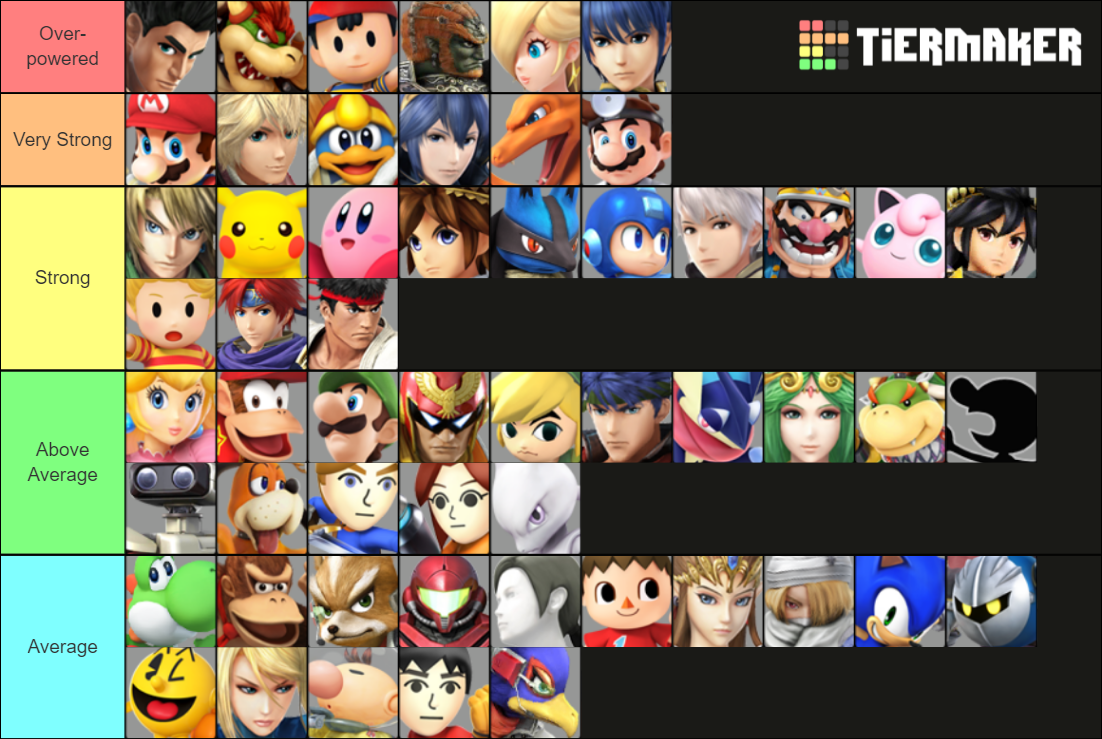 Over-
powered
TiERMAKER
Very Strong
M
Strong
Above
Average
Average